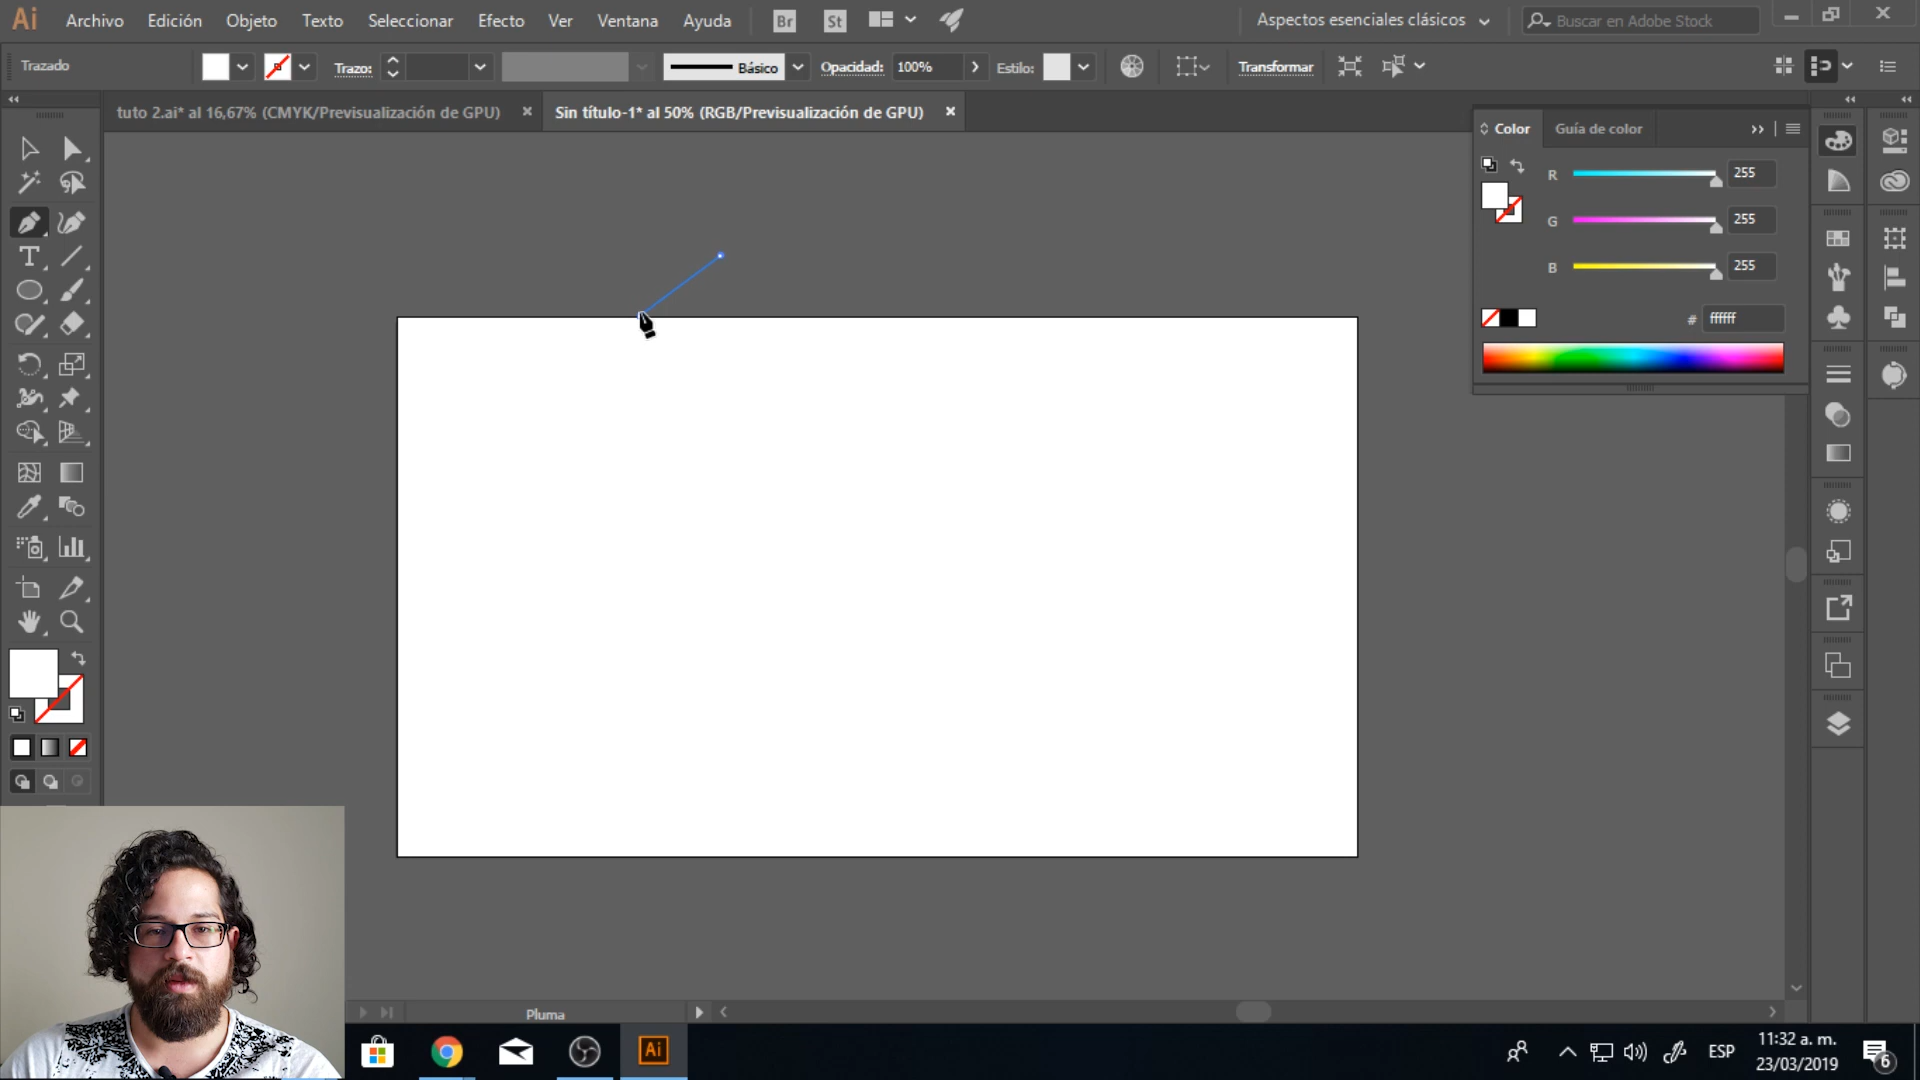 Ai Archivo Edición Objeto Texto Seleccionar Efecto Ver Ventana Ayuda Br St Aspectos esenciales clásicos Buscar en Adobe Stock
Trazado Trazo: Básico Opacidad: 100% Estilo: Transformar
tuto 2.ai* al 16,67% (CMYK/Previsualización de GPU) Sin título-1* al 50% (RGB/Previsualización de GPU)
Color Guía de color
R 255
G 255
B 255
# ffffff
T
Pluma
Ai ESP 11:32 a. m.
23/03/2019
6